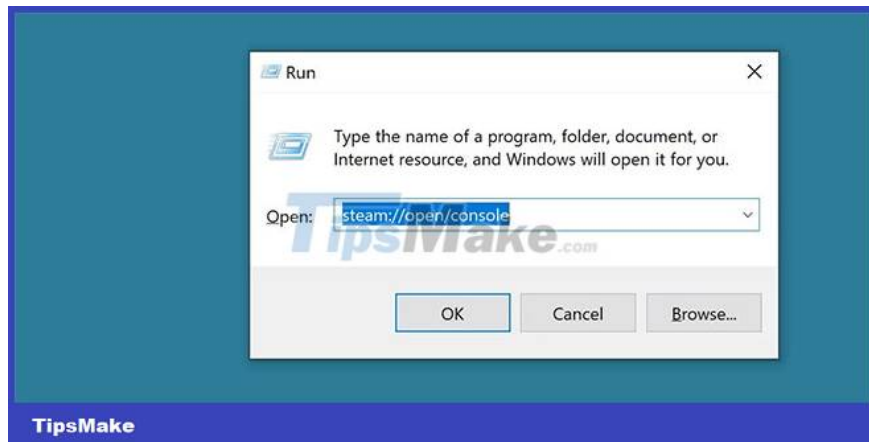 Run
Type the name of a program, folder, document, or
Internet resource, and Windows will open it for you.
Open: steam://open/console
TipsMake.com
OK Cancel Browse...
TipsMake